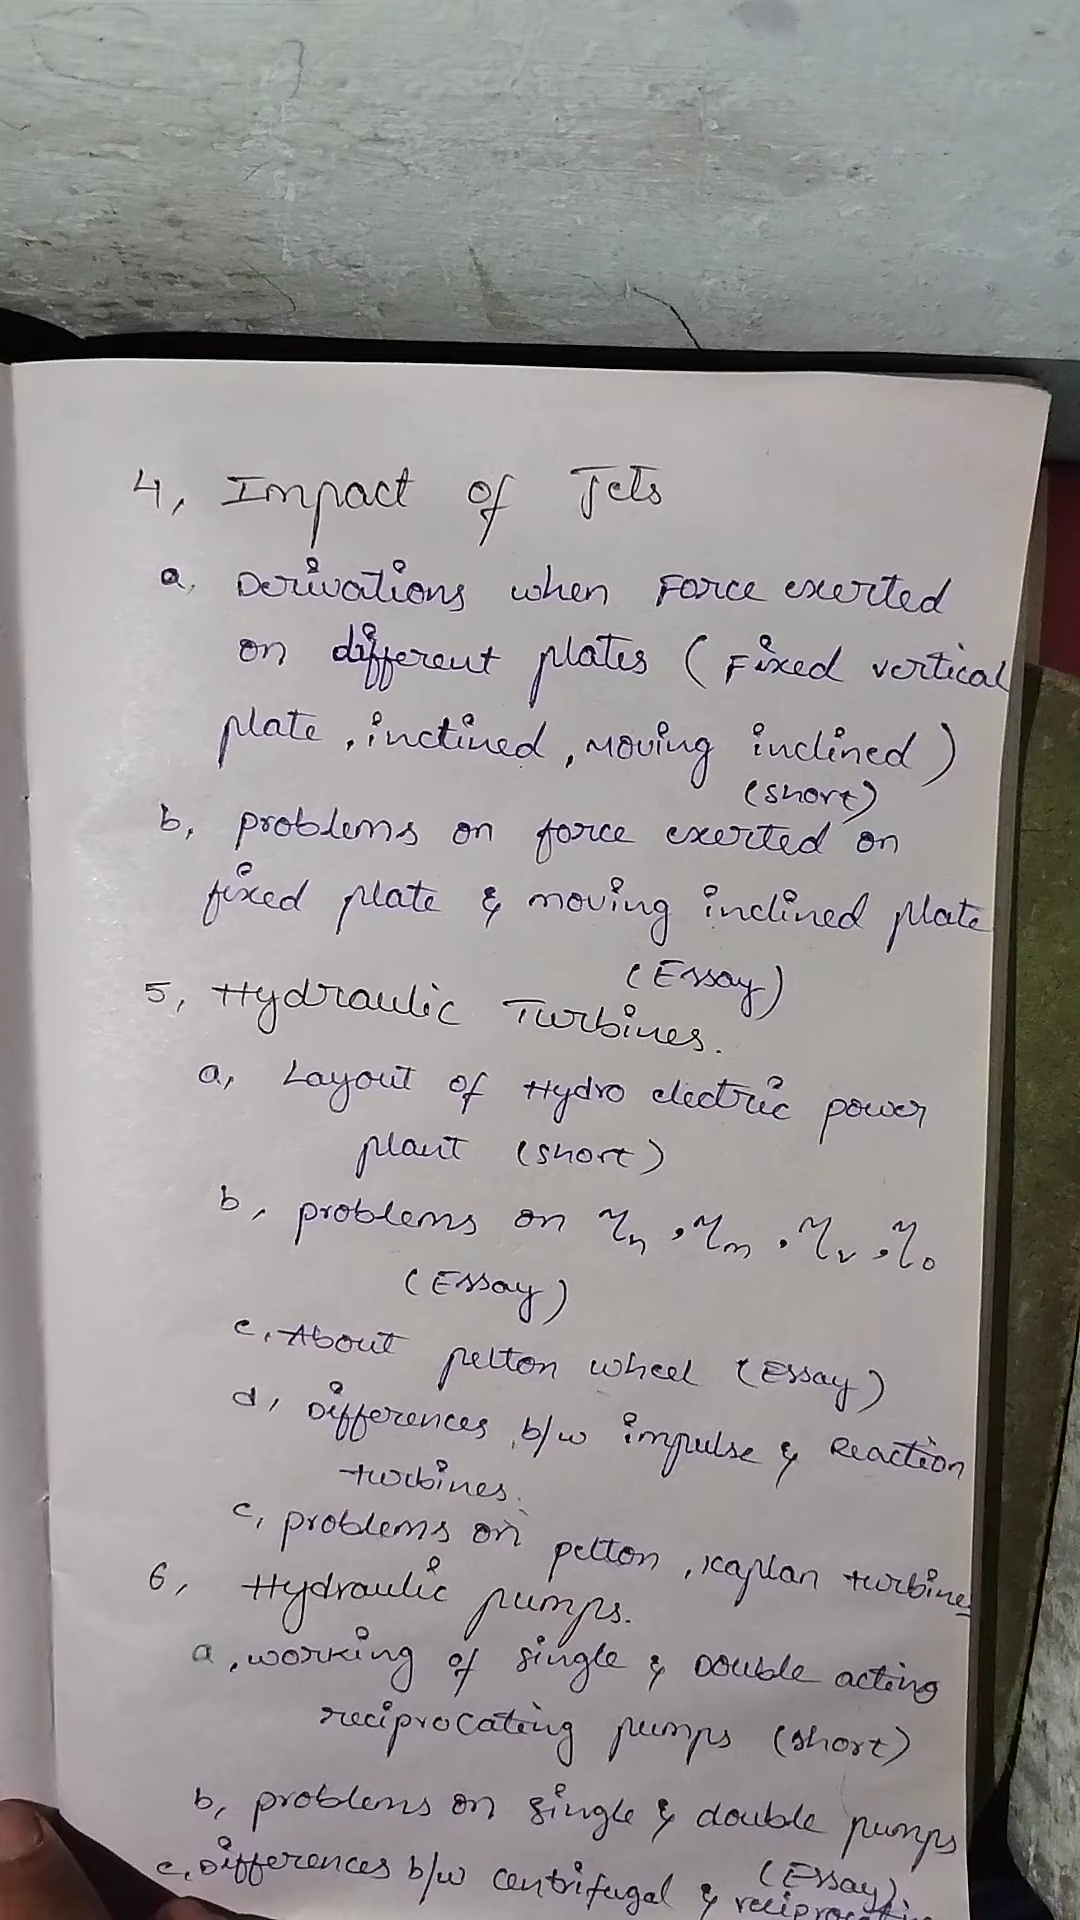 4, Impact of Jets
a. Derivations when Force exerted
on different plates ( Fixed vertical
plate, inclined, moving inclined )
(short)
b, problems on force exerted on
fixed plate & moving inclined plate
(Essay)
5, Hydraulic Turbines.
a, Layout of Hydro electric power
plant (short)
b, problems on ηh, ηm, ηv, ηo
(Essay)
c. About pelton wheel (Essay)
d, Differences b/w impulse & Reaction
turbines.
c, problems on pelton, kaplan turbines
6, Hydraulic pumps.
a, working of single & Double acting
reciprocating pumps (short)
b, problems on single & double pumps
(Essay)
c, Differences b/w centrifugal &